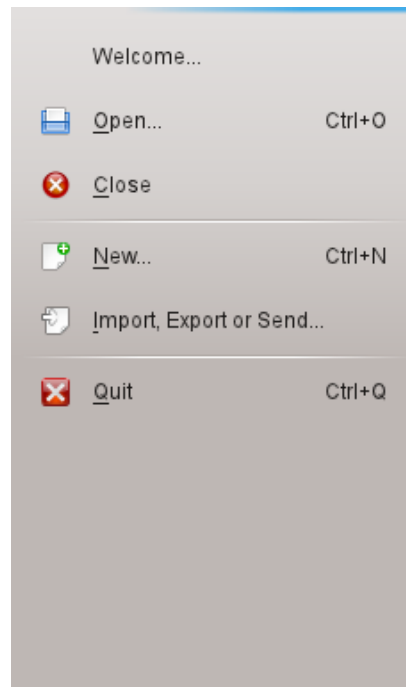 Welcome...
Open... Ctrl+O
Close
New... Ctrl+N
Import, Export or Send...
Quit Ctrl+Q